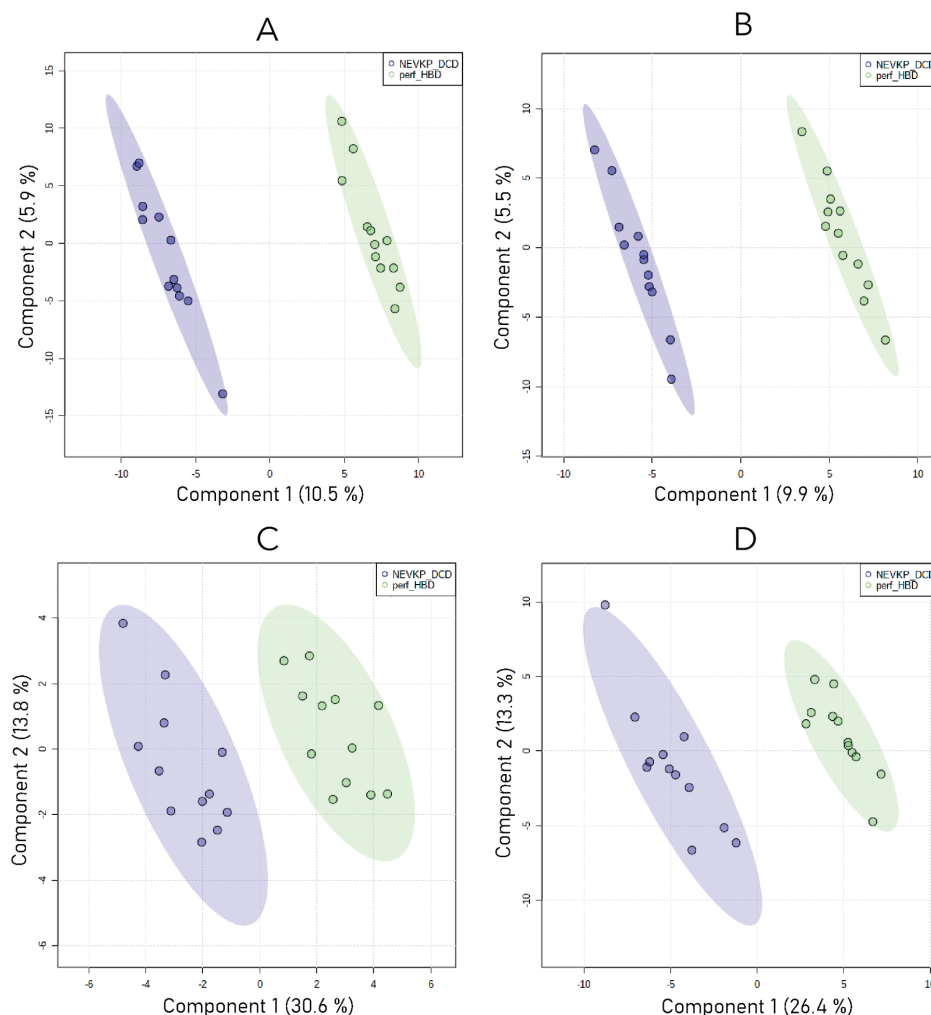 A
NEVKP_DCD
perf_HBD
15
10
5
0
-5
-10
-15
Component 2 (5.9 %)
-10
-5
0
5
10
Component 1 (10.5 %)
B
NEVKP_DCD
perf_HBD
10
5
0
-5
-10
-15
Component 2 (5.5 %)
-10
-5
0
5
10
Component 1 (9.9 %)
C
NEVKP_DCD
perf_HBD
4
2
0
-2
-4
-6
Component 2 (13.8 %)
-6
-4
-2
0
2
4
6
Component 1 (30.6 %)
D
NEVKP_DCD
perf_HBD
10
5
0
-5
-10
Component 2 (13.3 %)
-10
-5
0
5
10
Component 1 (26.4 %)